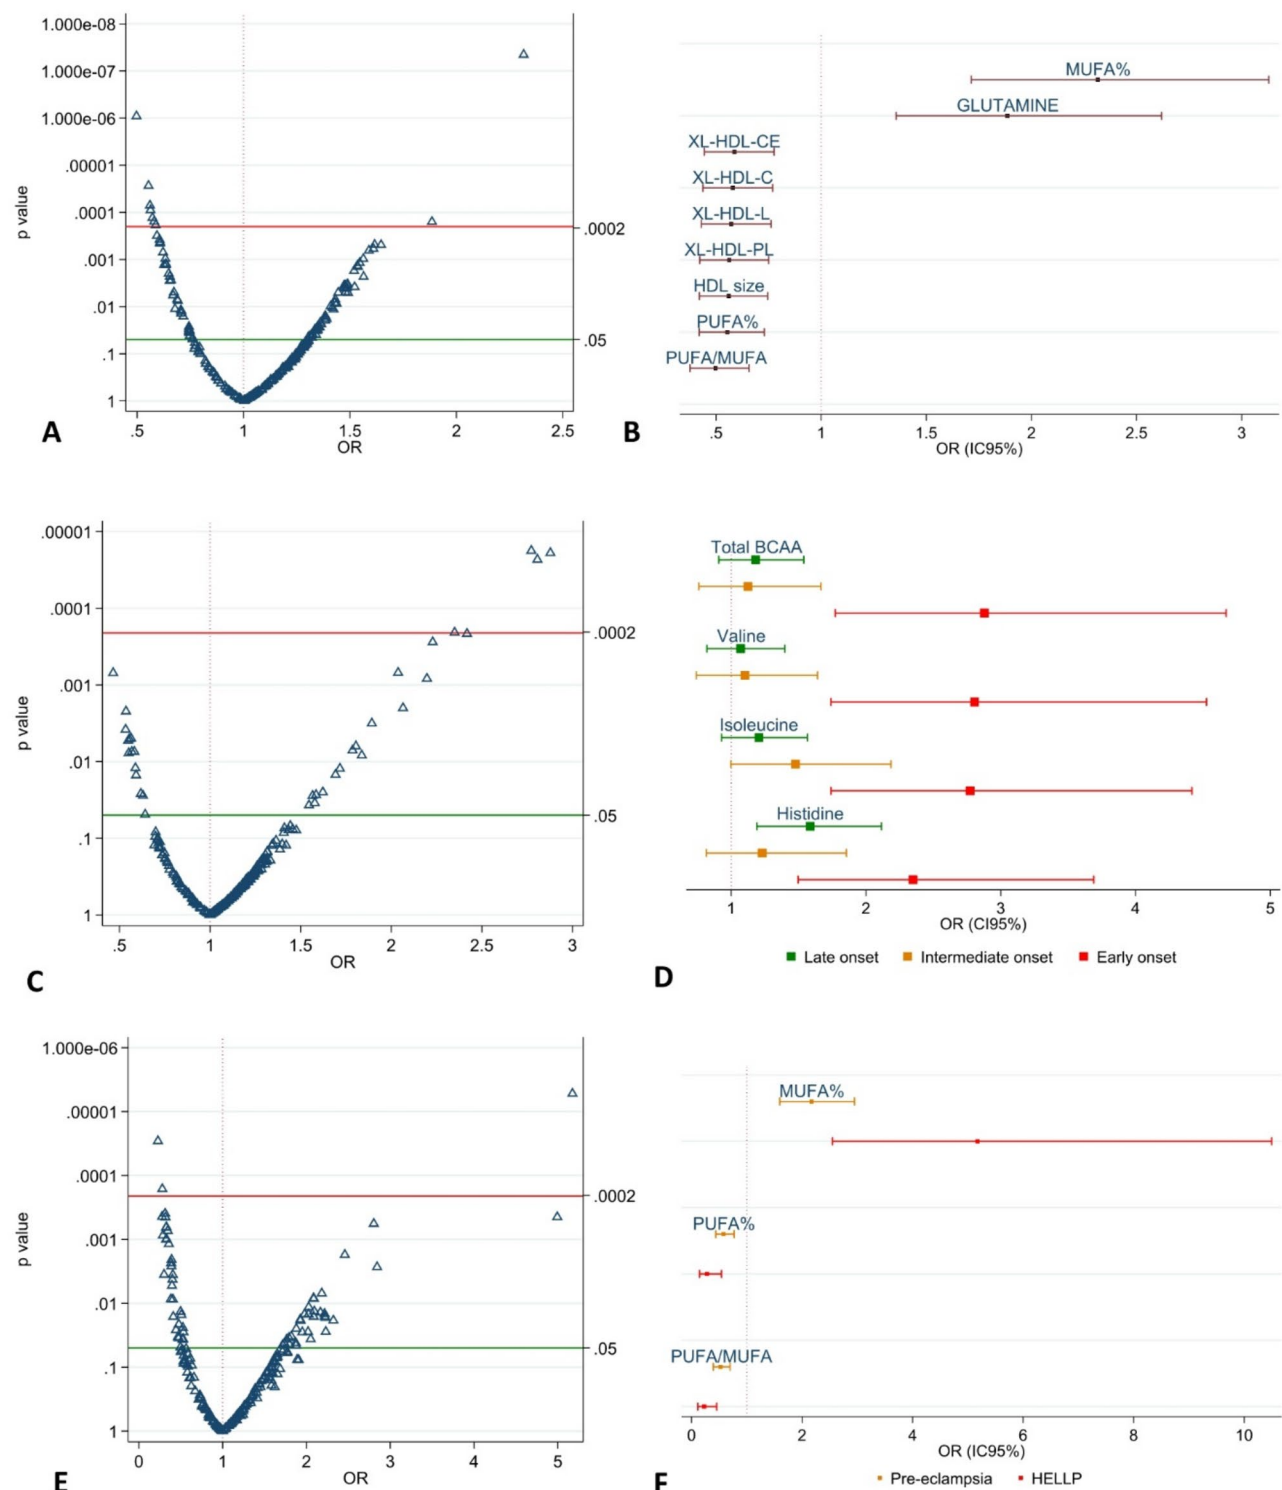 1.000e-08
1.000e-07
1.000e-06
.00001
.0001
.001
.01
.1
1
p value
.0002
.05
.5 1 1.5 2 2.5
OR
A
MUFA%
GLUTAMINE
XL-HDL-CE
XL-HDL-C
XL-HDL-L
XL-HDL-PL
HDL size
PUFA%
PUFA/MUFA
.5 1 1.5 2 2.5 3
OR (IC95%)
B
.00001
.0001
.001
.01
.1
1
p value
.0002
.05
.5 1 1.5 2 2.5 3
OR
C
Total BCAA
Valine
Isoleucine
Histidine
1 2 3 4 5
OR (CI95%)
Late onset Intermediate onset Early onset
D
1.000e-06
.00001
.0001
.001
.01
.1
1
p value
.0002
.05
0 1 2 3 4 5
OR
E
MUFA%
PUFA%
PUFA/MUFA
0 2 4 6 8 10
OR (IC95%)
Pre-eclampsia HELLP
F